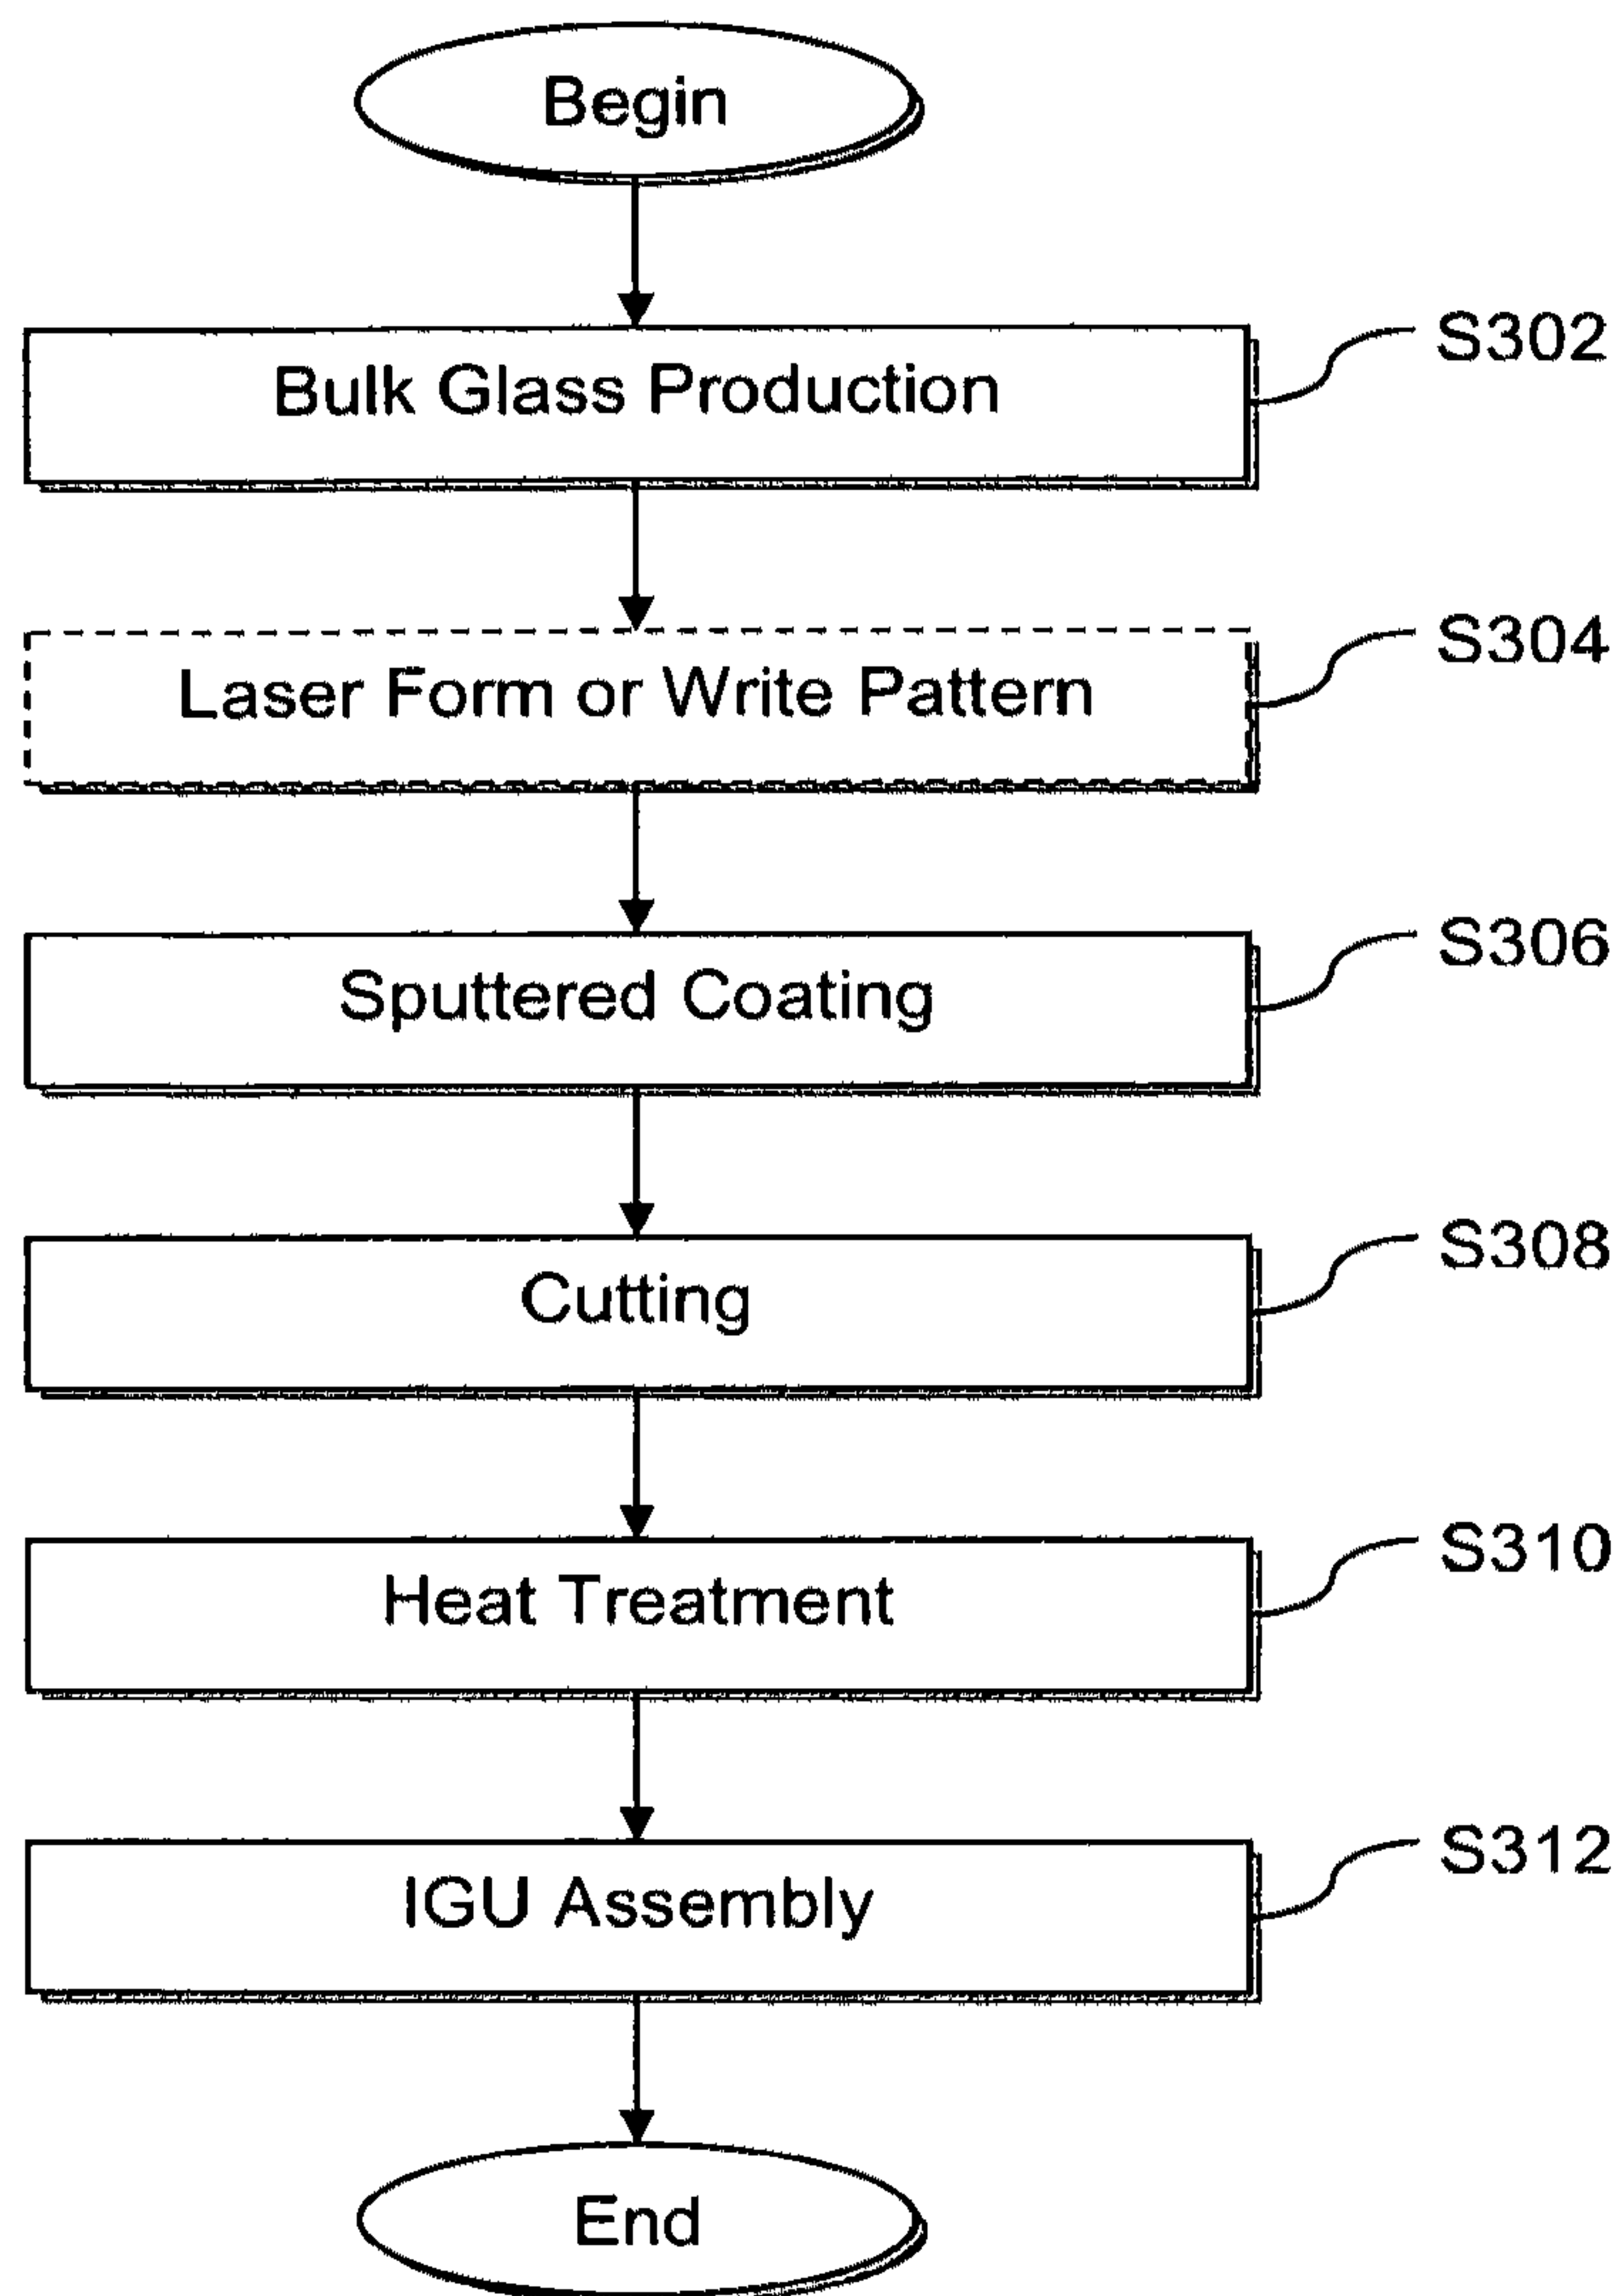 Begin
Bulk Glass Production
S302
Laser Form or Write Pattern
S304
Sputtered Coating
S306
Cutting
S308
Heat Treatment
S310
IGU Assembly
S312
End